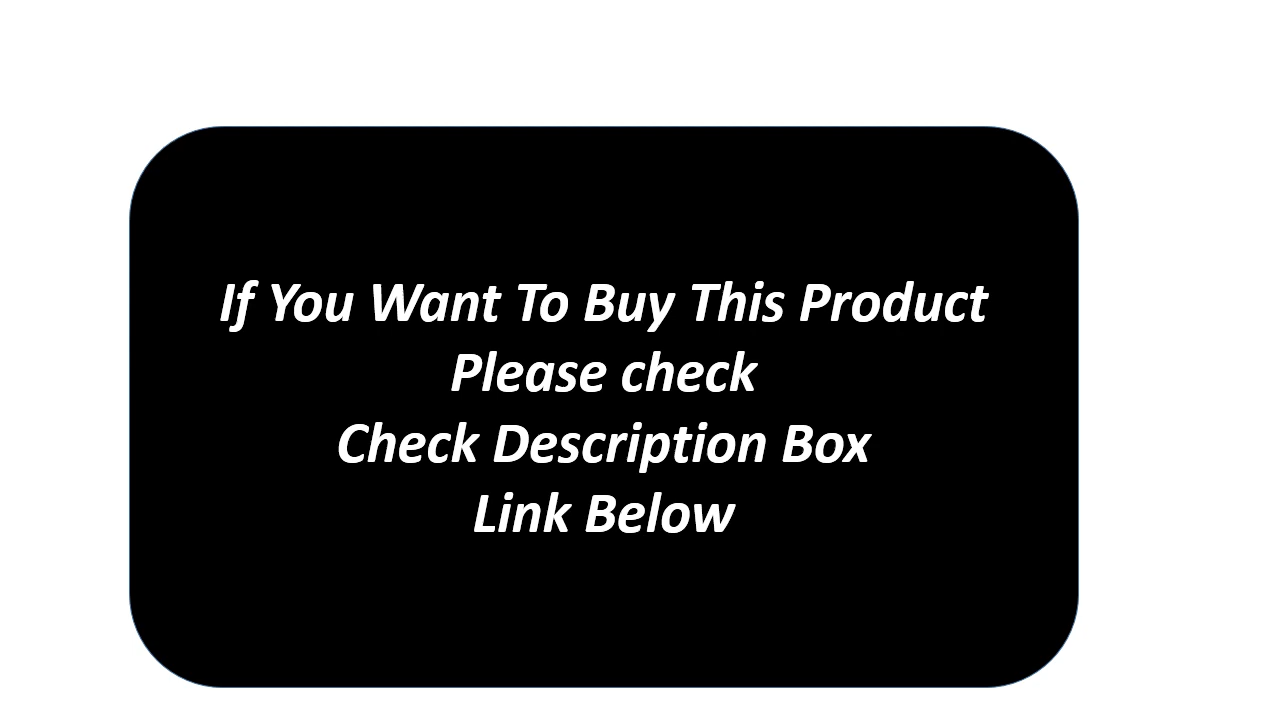 If You Want To Buy This Product
Please check
Check Description Box
Link Below